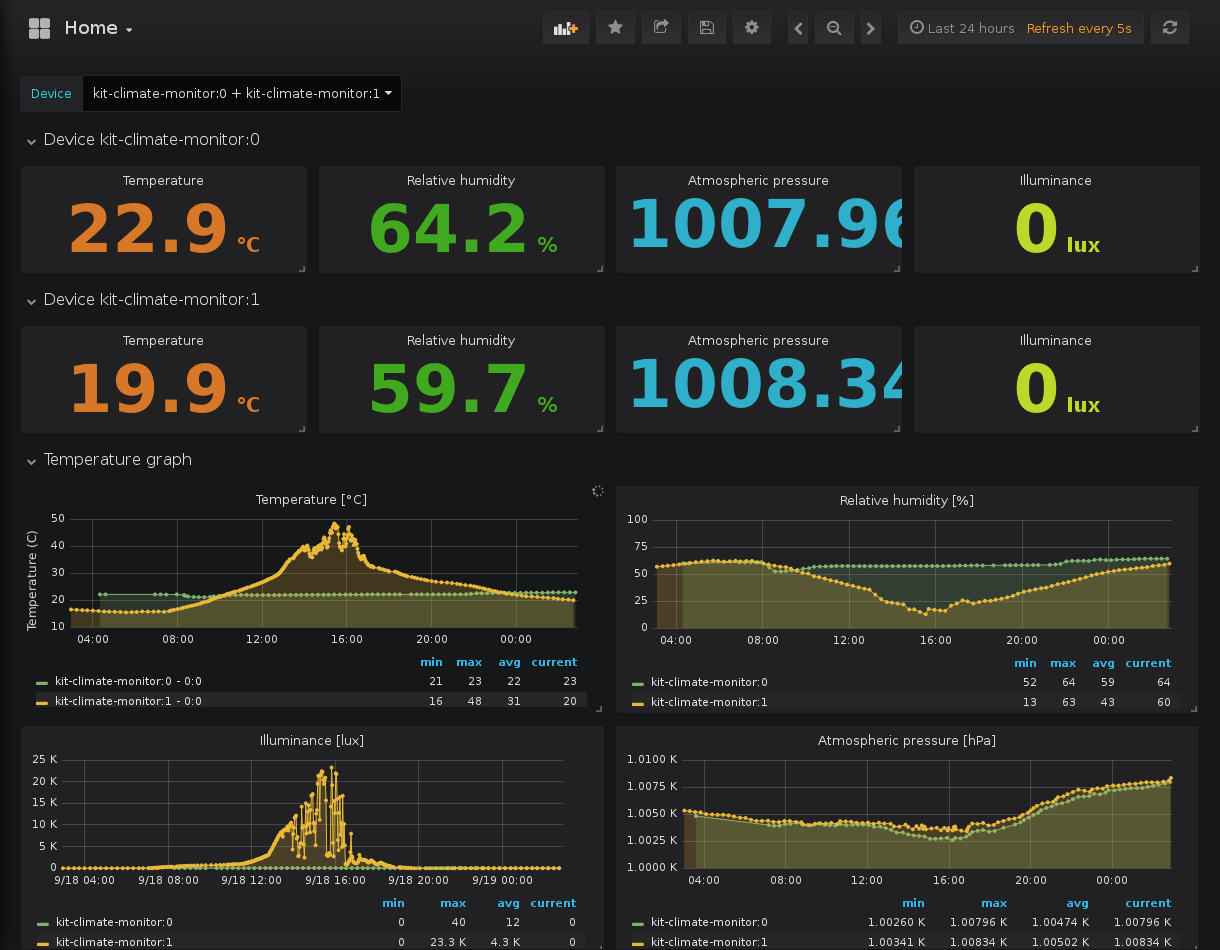 Home
Last 24 hours Refresh every 5s
Device kit-climate-monitor:0 + kit-climate-monitor:1
Device kit-climate-monitor:0
Temperature Relative humidity Atmospheric pressure Illuminance
22.9 °C 64.2 % 1007.96 0 lux
Device kit-climate-monitor:1
Temperature Relative humidity Atmospheric pressure Illuminance
19.9 °C 59.7 % 1008.34 0 lux
Temperature graph
Temperature [°C]
Temperature (C)
50
40
30
20
10
04:00 08:00 12:00 16:00 20:00 00:00
min max avg current
kit-climate-monitor:0 - 0:0 21 23 22 23
kit-climate-monitor:1 - 0:0 16 48 31 20
Relative humidity [%]
100
75
50
25
0
04:00 08:00 12:00 16:00 20:00 00:00
min max avg current
kit-climate-monitor:0 52 64 59 64
kit-climate-monitor:1 13 63 43 60
Illuminance [lux]
25 K
20 K
15 K
10 K
5 K
0
9/18 04:00 9/18 08:00 9/18 12:00 9/18 16:00 9/18 20:00 9/19 00:00
min max avg current
kit-climate-monitor:0 0 40 12 0
kit-climate-monitor:1 0 23.3 K 4.3 K 0
Atmospheric pressure [hPa]
1.0100 K
1.0075 K
1.0050 K
1.0025 K
1.0000 K
04:00 08:00 12:00 16:00 20:00 00:00
min max avg current
kit-climate-monitor:0 1.00260 K 1.00796 K 1.00474 K 1.00796 K
kit-climate-monitor:1 1.00341 K 1.00834 K 1.00502 K 1.00834 K